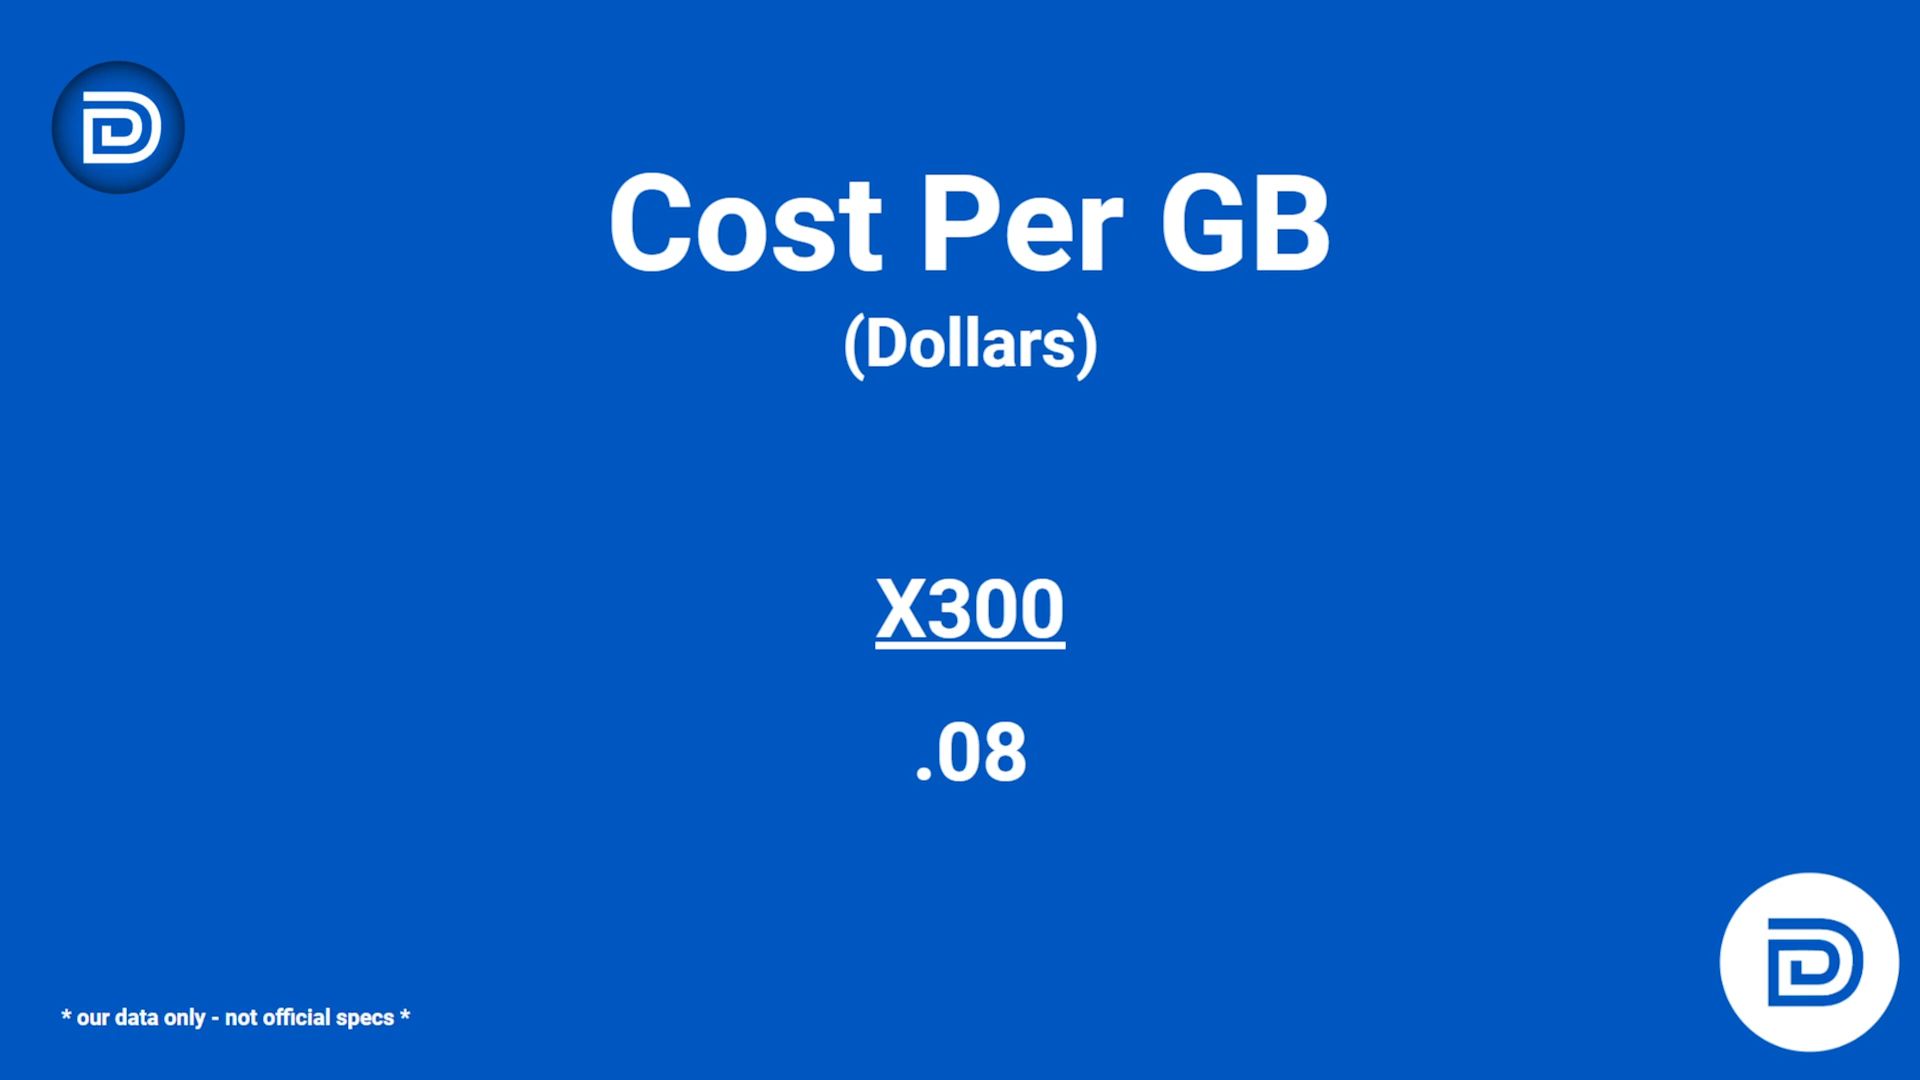 Cost Per GB
(Dollars)
X300
.08
* our data only - not official specs *